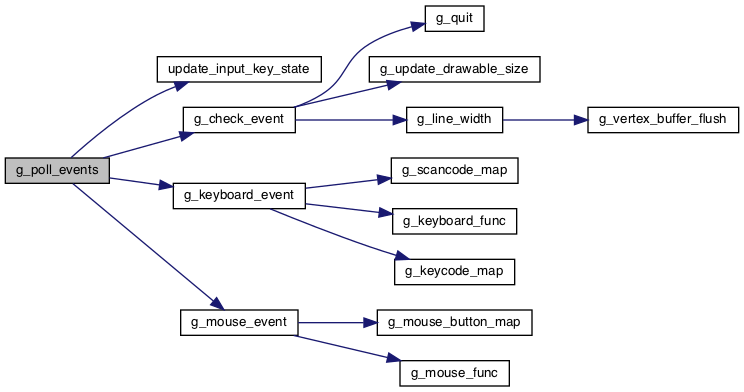 g_quit
update_input_key_state
g_update_drawable_size
g_check_event
g_line_width
g_vertex_buffer_flush
g_poll_events
g_scancode_map
g_keyboard_event
g_keyboard_func
g_keycode_map
g_mouse_event
g_mouse_button_map
g_mouse_func